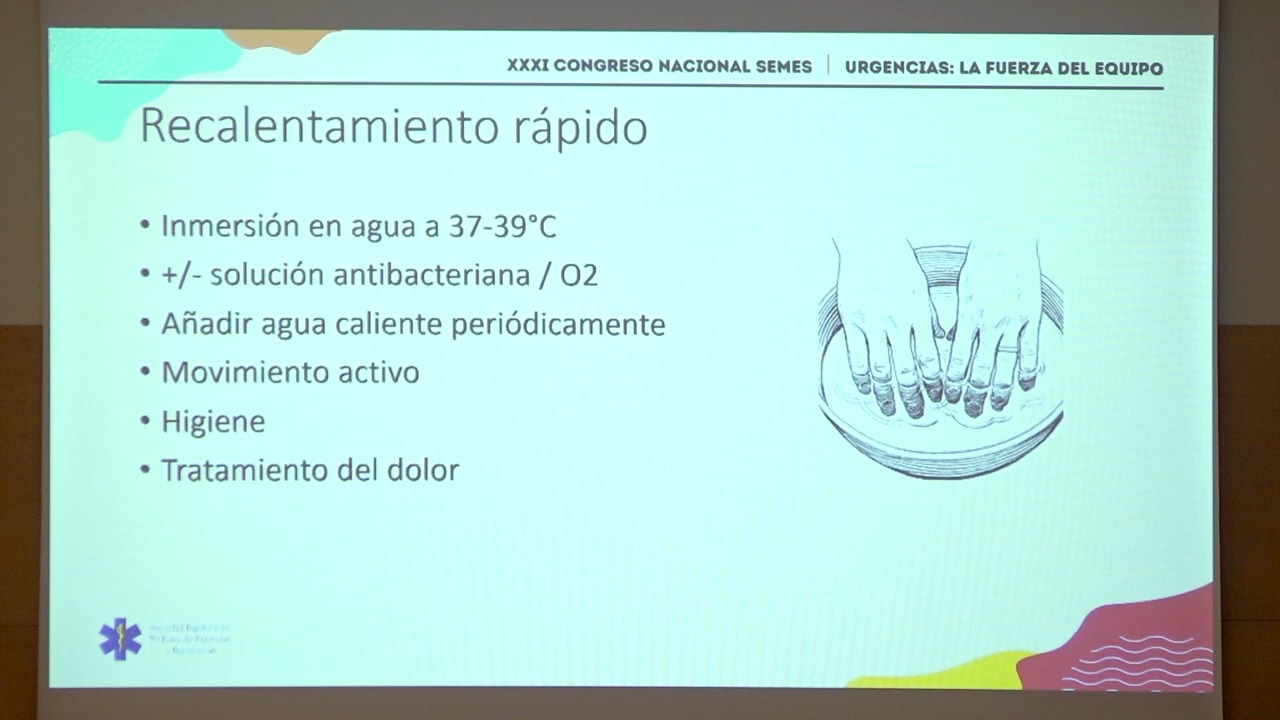 XXXI CONGRESO NACIONAL SEMES | URGENCIAS: LA FUERZA DEL EQUIPO
Recalentamiento rápido
• Inmersión en agua a 37-39°C
• +/- solución antibacteriana / O2
• Añadir agua caliente periódicamente
• Movimiento activo
• Higiene
• Tratamiento del dolor